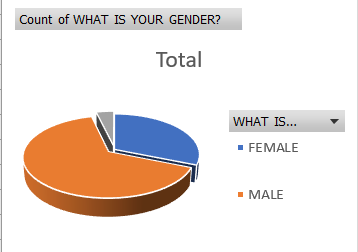 Count of WHAT IS YOUR GENDER?
Total
WHAT IS...
FEMALE
MALE